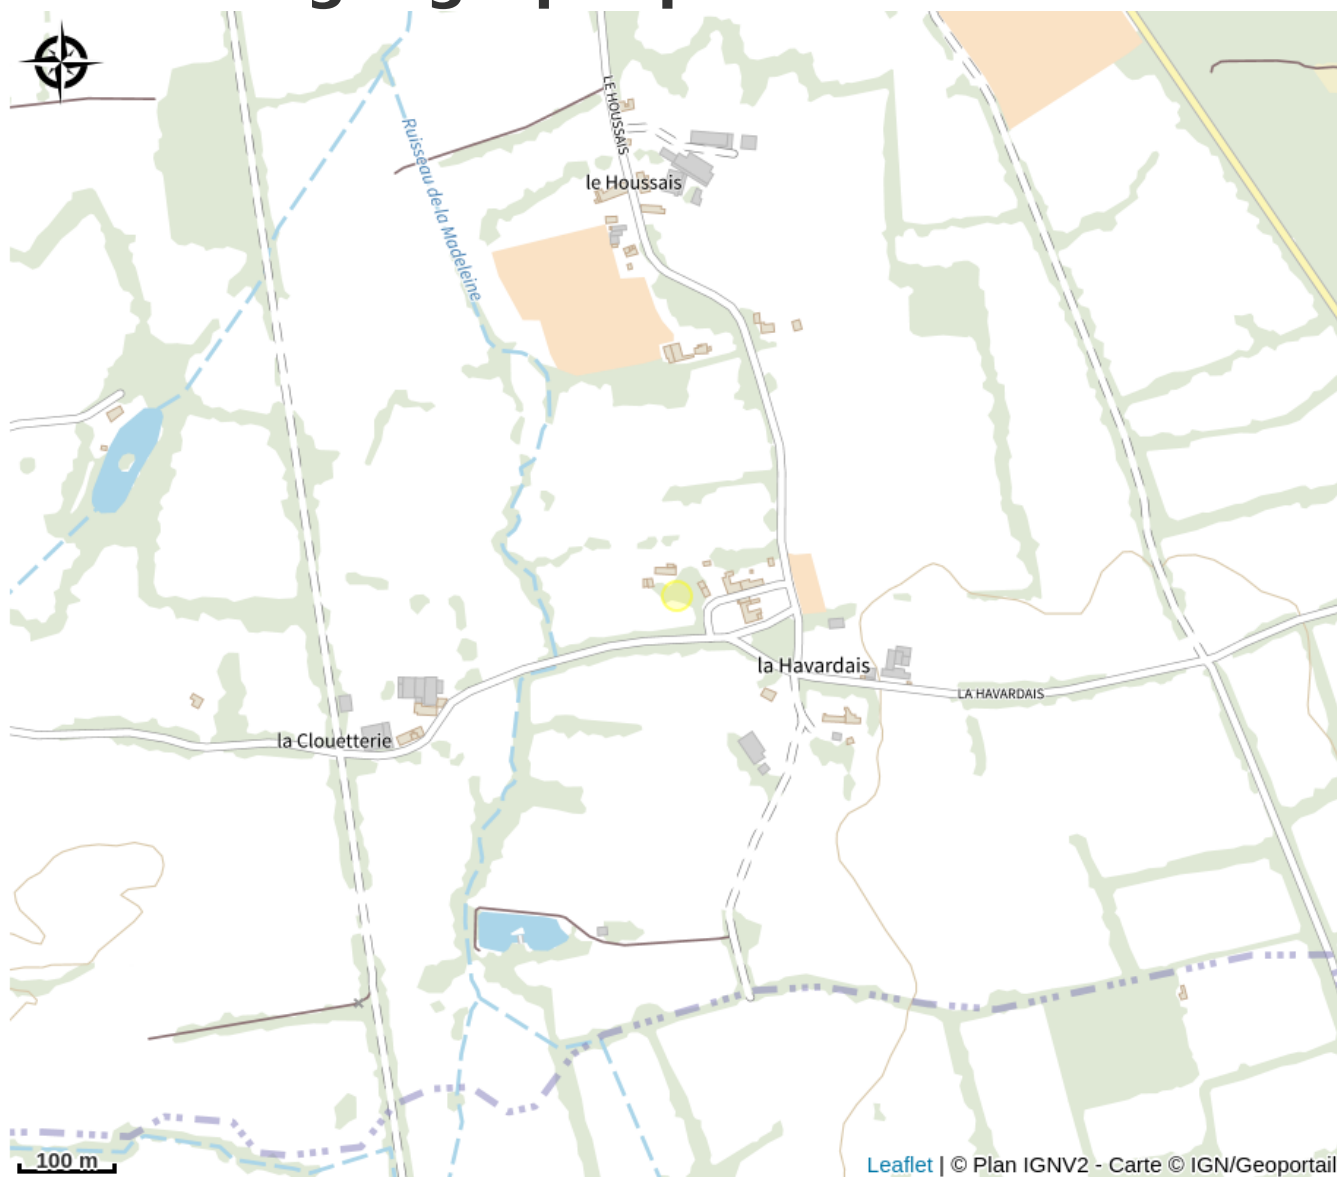 LE HOUSSAIS
Ruisseau de la Madeleine
le Houssais
la Havardais
LA HAVARDAIS
la Clouetterie
100 m
Leaflet | © Plan IGNV2 - Carte © IGN/Geoportail